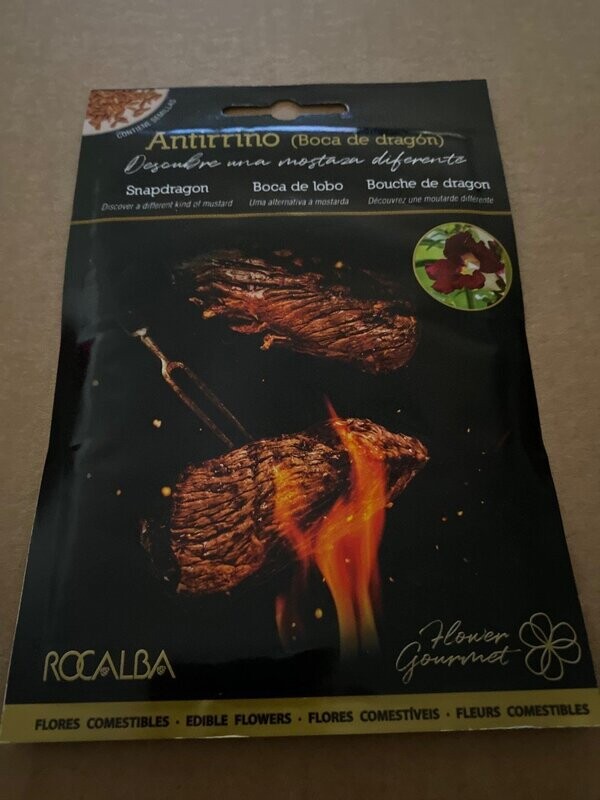 CONTIENE SEMILLAS
Antirrino (Boca de dragón)
Descubre una mostaza diferente
Snapdragon Boca de lobo Bouche de dragon
Discover a different kind of mustard Uma alternativa à mostarda Découvrez une moutarde différente
ROCALBA
Flower
Gourmet
FLORES COMESTIBLES · EDIBLE FLOWERS · FLORES COMESTÍVEIS · FLEURS COMESTIBLES